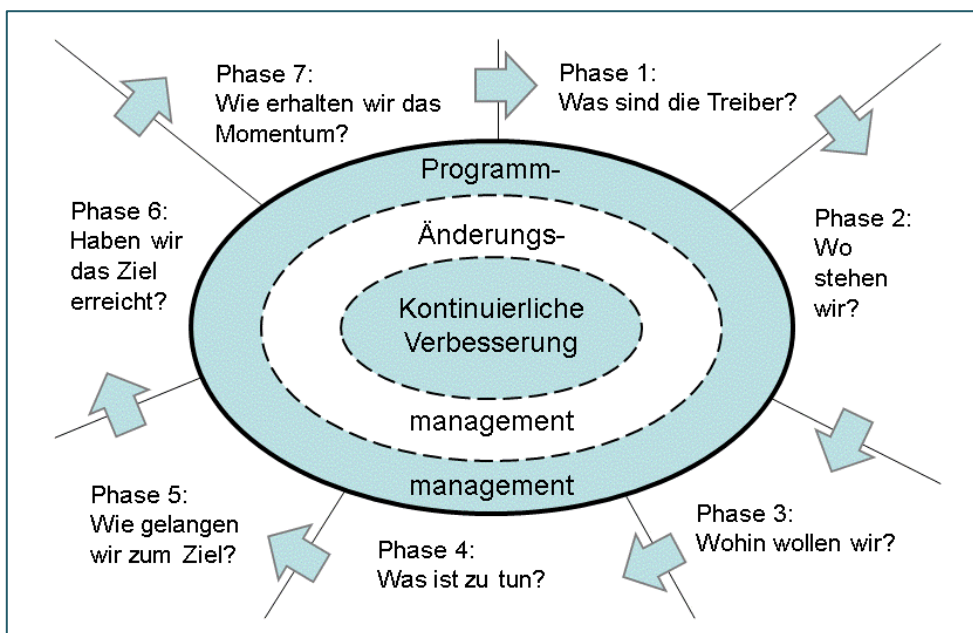 Phase 7:
Wie erhalten wir das
Momentum?
Phase 1:
Was sind die Treiber?
Programm-
Phase 6:
Haben wir
das Ziel
erreicht?
Änderungs-
Phase 2:
Wo
stehen
wir?
Kontinuierliche
Verbesserung
management
management
Phase 5:
Wie gelangen
wir zum Ziel?
Phase 4:
Was ist zu tun?
Phase 3:
Wohin wollen wir?